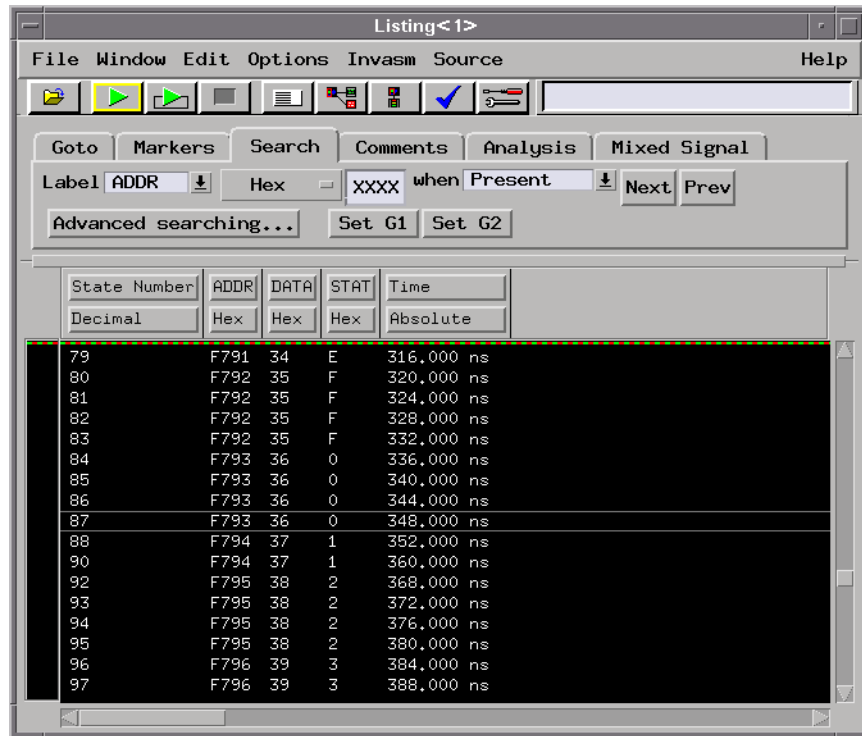 Listing<1>
File Window Edit Options Invasm Source Help
Goto Markers Search Comments Analysis Mixed Signal
Label ADDR Hex XXXX when Present Next Prev
Advanced searching... Set G1 Set G2
State Number ADDR DATA STAT Time
Decimal Hex Hex Hex Absolute
79 F791 34 E 316.000 ns
80 F792 35 F 320.000 ns
81 F792 35 F 324.000 ns
82 F792 35 F 328.000 ns
83 F792 35 F 332.000 ns
84 F793 36 0 336.000 ns
85 F793 36 0 340.000 ns
86 F793 36 0 344.000 ns
87 F793 36 0 348.000 ns
88 F794 37 1 352.000 ns
90 F794 37 1 360.000 ns
92 F795 38 2 368.000 ns
93 F795 38 2 372.000 ns
94 F795 38 2 376.000 ns
95 F795 38 2 380.000 ns
96 F796 39 3 384.000 ns
97 F796 39 3 388.000 ns